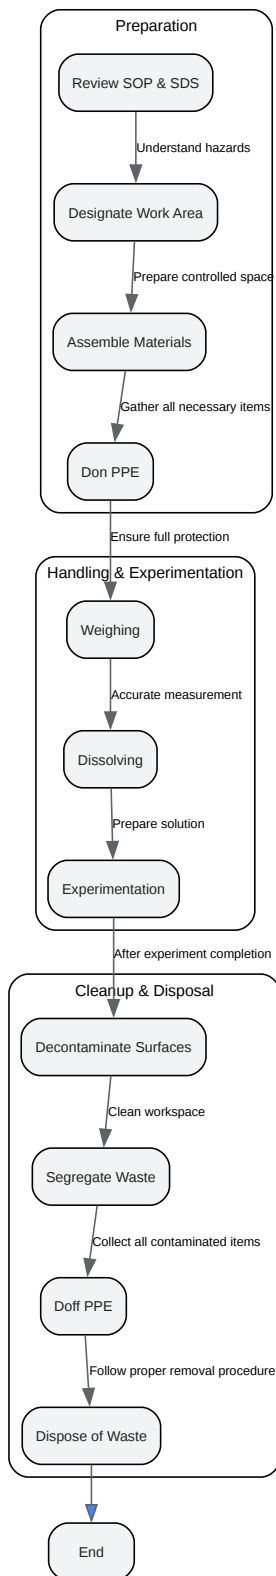 Preparation
Review SOP & SDS
Understand hazards
Designate Work Area
Prepare controlled space
Assemble Materials
Gather all necessary items
Don PPE
Ensure full protection
Handling & Experimentation
Weighing
Accurate measurement
Dissolving
Prepare solution
Experimentation
After experiment completion
Cleanup & Disposal
Decontaminate Surfaces
Clean workspace
Segregate Waste
Collect all contaminated items
Doff PPE
Follow proper removal procedure
Dispose of Waste
End